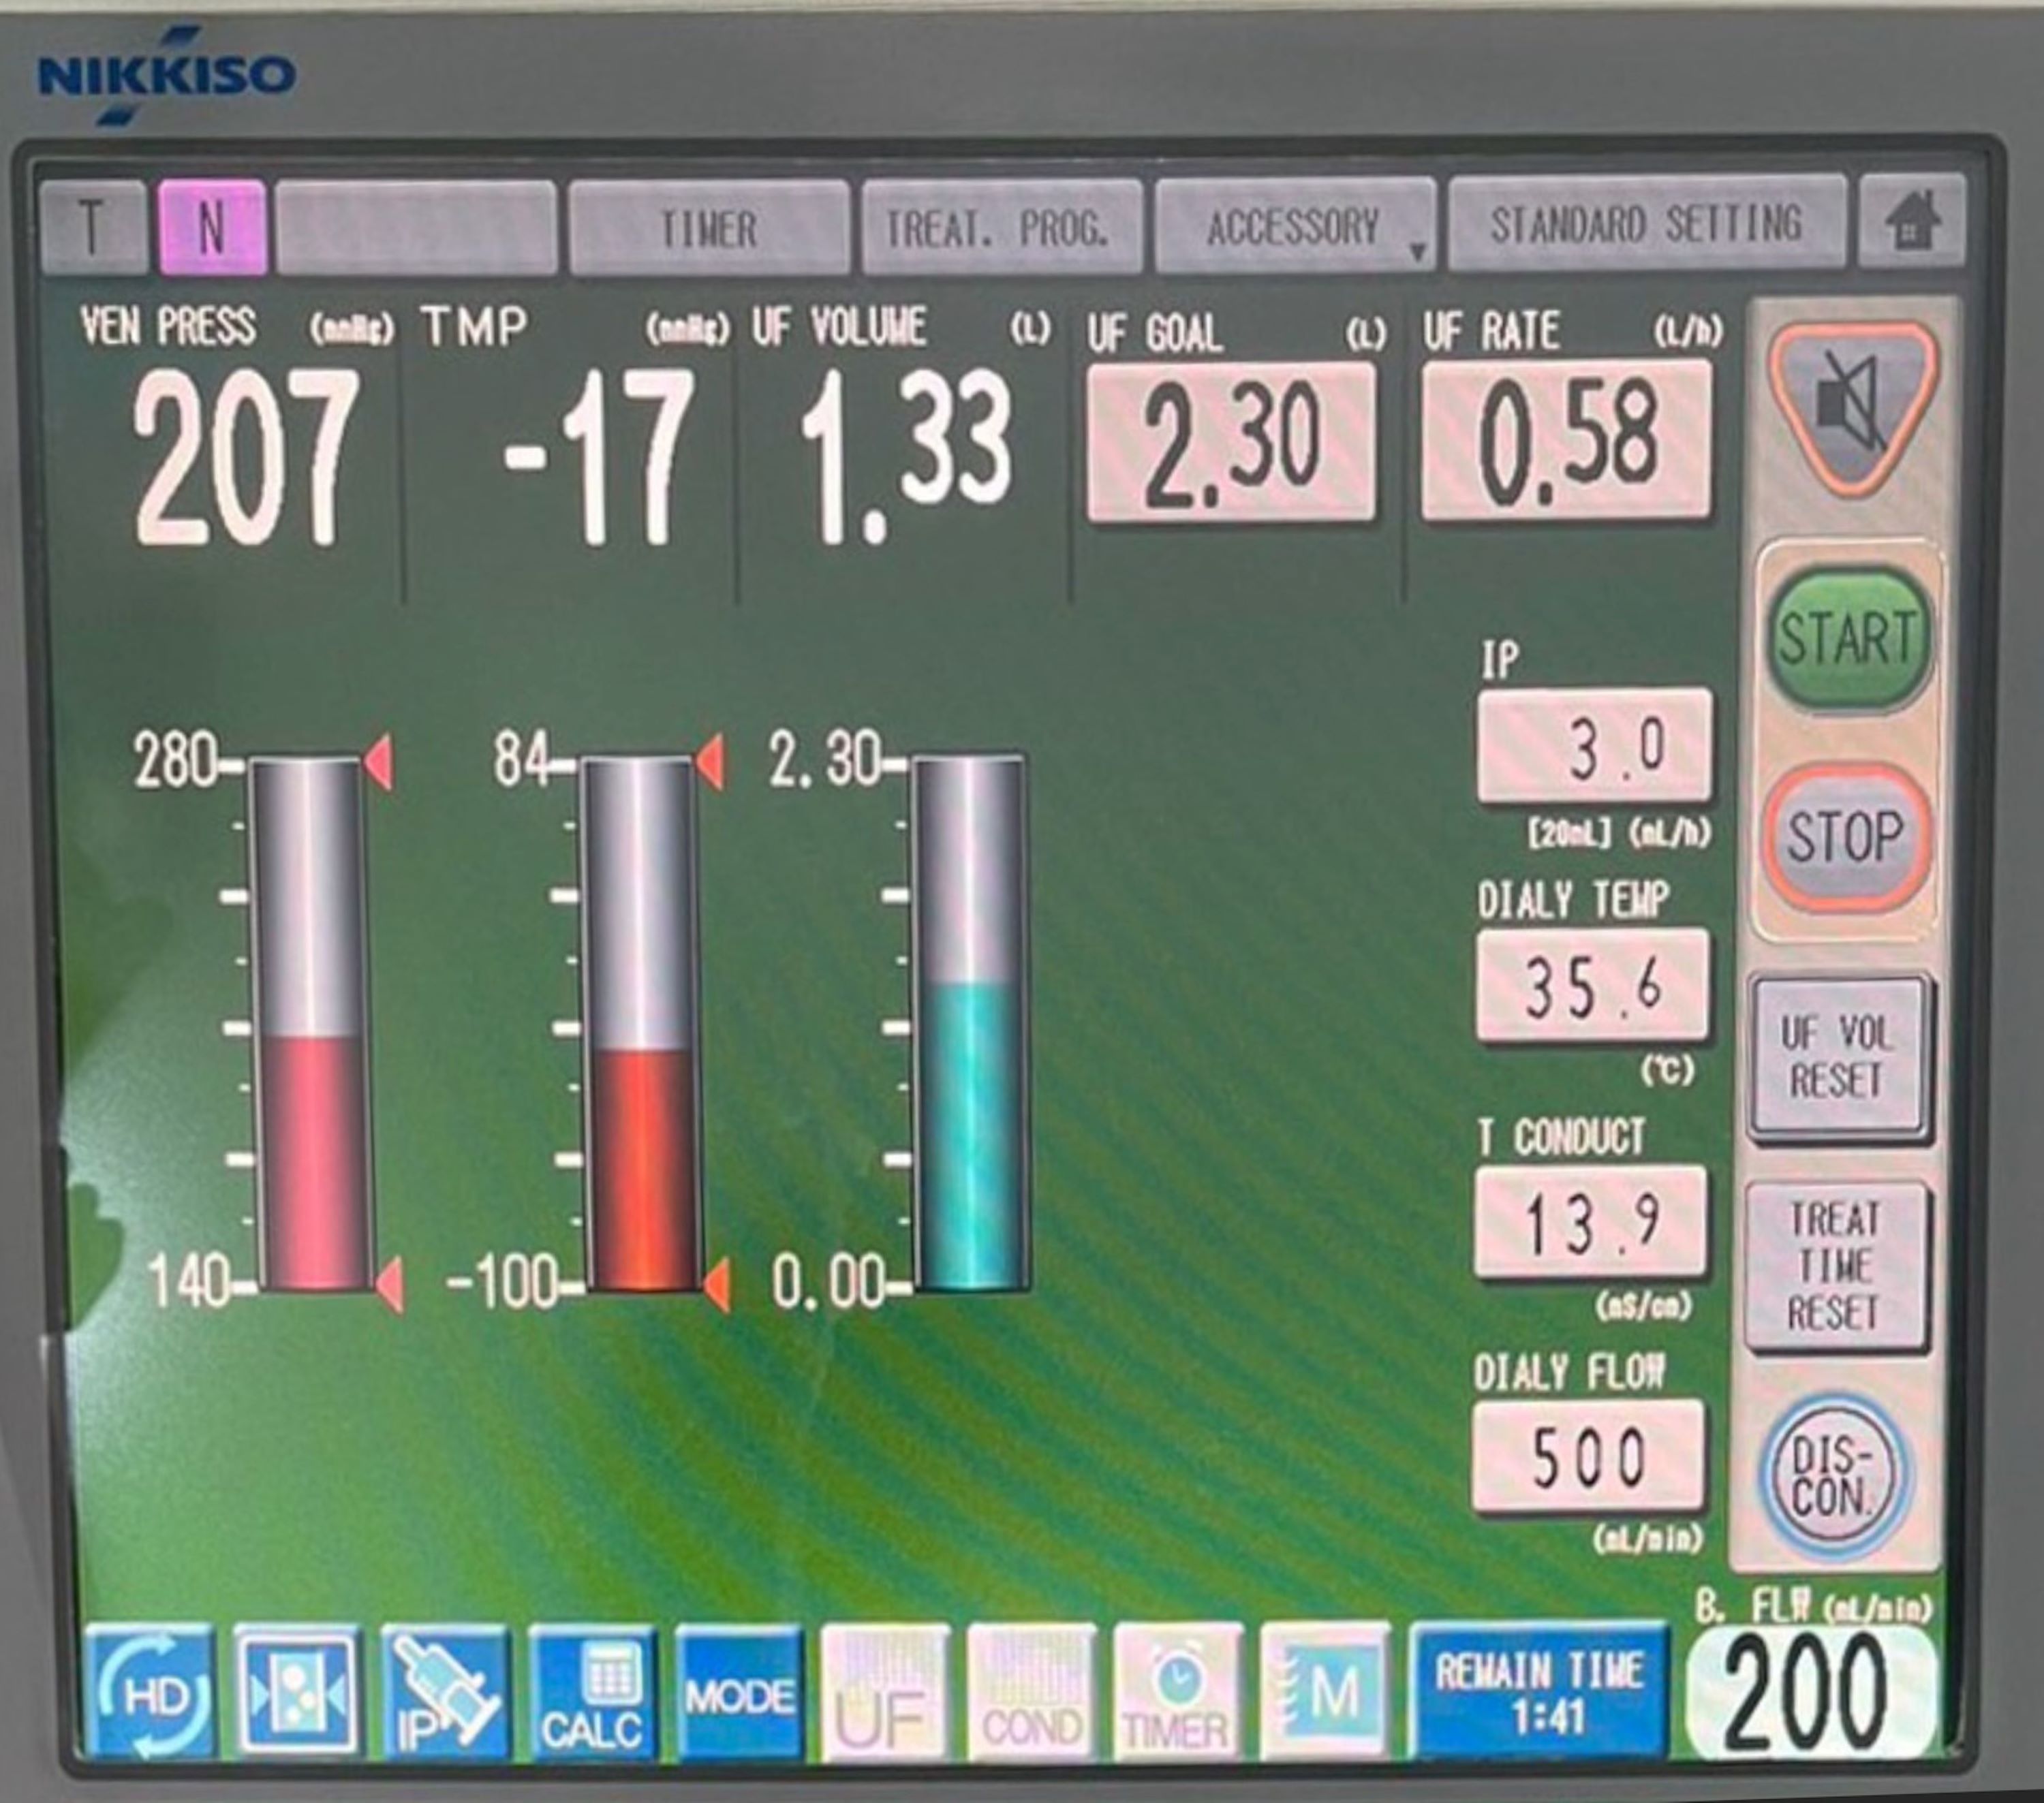 NIKKISO
T N TIMER TREAT. PROG. ACCESSORY STANDARD SETTING
VEN PRESS (mmHg) TMP (mmHg) UF VOLUME (L) UF GOAL (L) UF RATE (L/h)
207 -17 1.33 2.30 0.58
START
IP
3.0
[20mL] (mL/h)
280 84 2.30
STOP
DIALY TEMP
35.6
(℃)
UF VOL
RESET
T CONDUCT
13.9
(mS/cm)
140 -100 0.00
TREAT
TIME
RESET
DIALY FLOW
500
(mL/min)
DIS-
CON.
B. FLW (mL/min)
200
HD IP CALC MODE UF COND TIMER M
REMAIN TIME
1:41